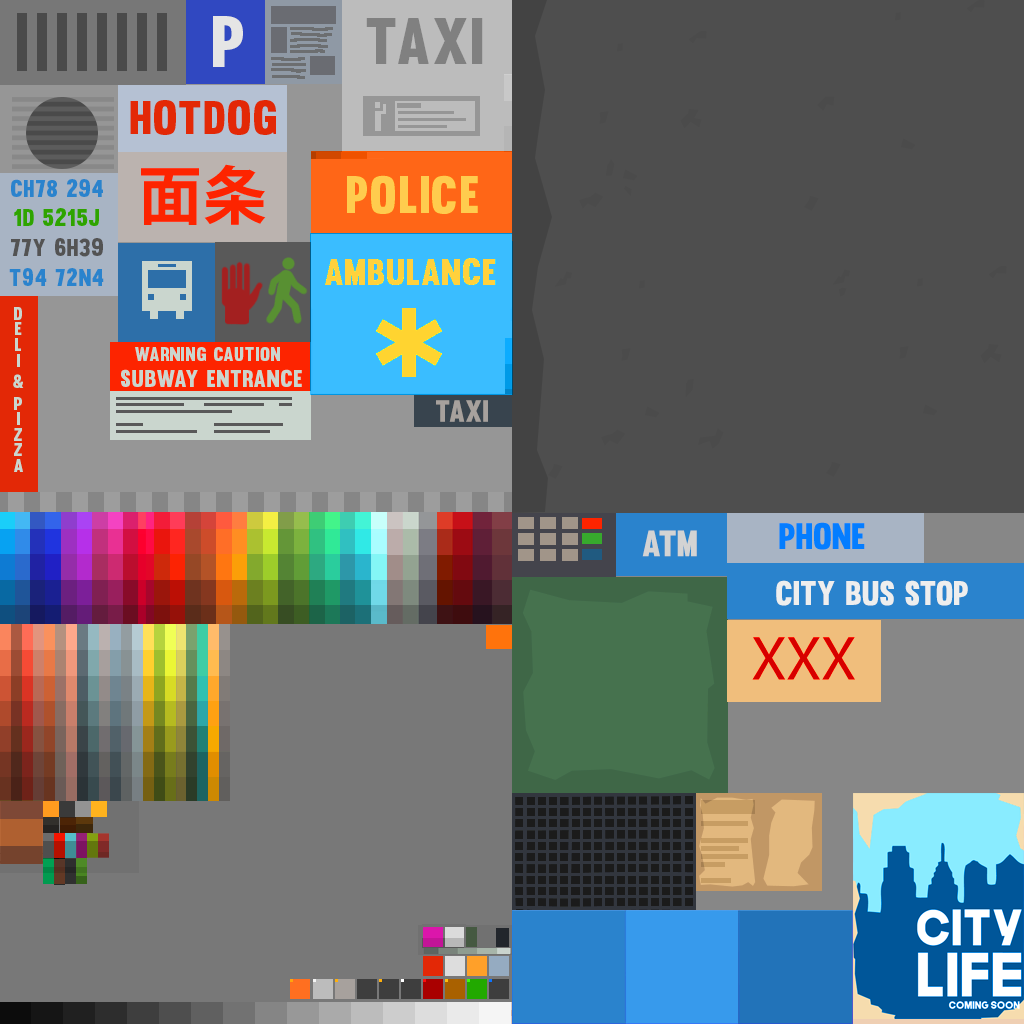 P
TAXI
HOTDOG
面条
POLICE
CH78 294
1D 5215J
77Y 6H39
T94 72N4
AMBULANCE
DELI & PIZZA
WARNING CAUTION
SUBWAY ENTRANCE
TAXI
ATM
PHONE
CITY BUS STOP
XXX
CITY
LIFE
COMING SOON